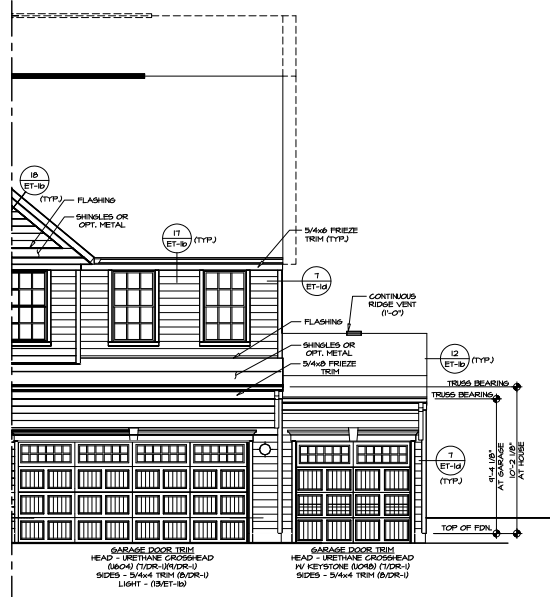 18
ET-1b
(TYP.)
FLASHING
SHINGLES OR
OPT. METAL
17
ET-1b
(TYP.)
5/4x6 FRIEZE
TRIM (TYP.)
7
ET-1d
CONTINUOUS
RIDGE VENT
(1'-0")
FLASHING
SHINGLES OR
OPT. METAL
5/4x8 FRIEZE
TRIM
12
ET-1b
(TYP.)
TRUSS BEARING
TRUSS BEARING
7
ET-1d
(TYP.)
9'-4 1/8"
AT GARAGE
10'-2 1/8"
AT HOUSE
TOP OF FDN.
GARAGE DOOR TRIM
HEAD - URETHANE CROSSHEAD
(U604) (7/DR-1)(9/DR-1)
SIDES - 5/4x4 TRIM (8/DR-1)
LIGHT - (13/ET-1b)
GARAGE DOOR TRIM
HEAD - URETHANE CROSSHEAD
W/ KEYSTONE (U098) (7/DR-1)
SIDES - 5/4x4 TRIM (8/DR-1)